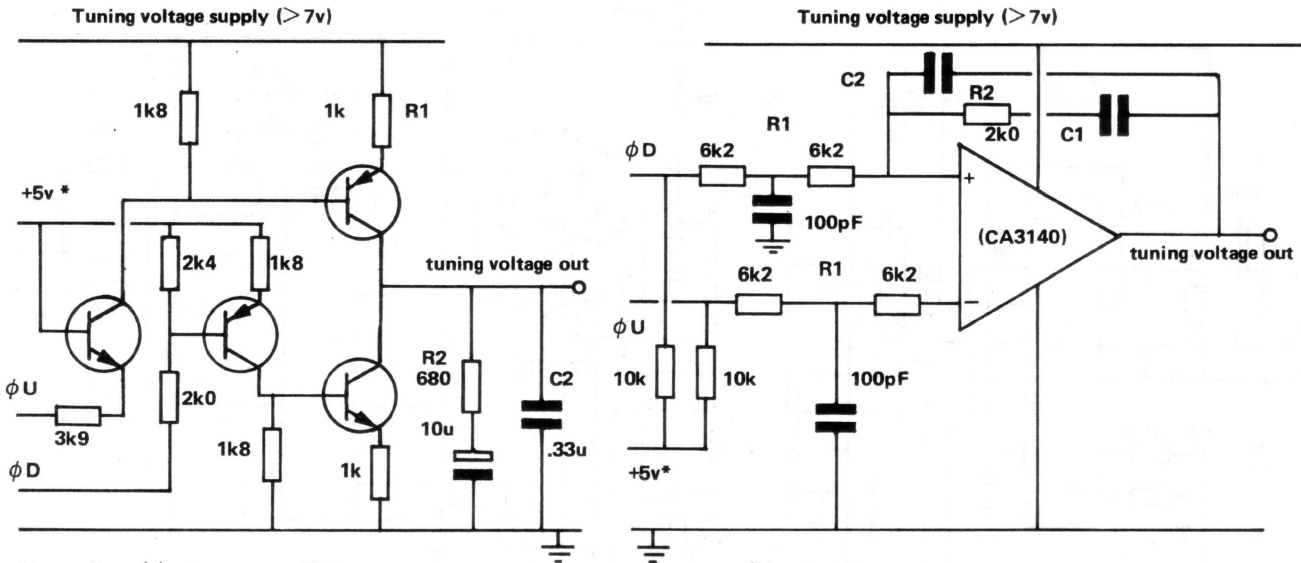 Tuning voltage supply (>7v)
1k8
1k
R1
+5v *
2k4
1k8
tuning voltage out
R2
680
C2
φU
2k0
3k9
10u
.33u
1k8
φD
1k
Tuning voltage supply (>7v)
C2
R2
R1
2k0
C1
φD
6k2
6k2
+
100pF
(CA3140)
tuning voltage out
R1
6k2
6k2
−
φU
10k
10k
100pF
+5v*